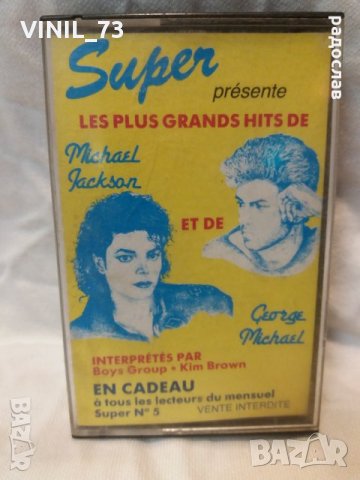 VINIL_73
радослав
Super
présente
LES PLUS GRANDS HITS DE
Michael
Jackson
ET DE
George
Michael
INTERPRÉTÉS PAR
Boys Group • Kim Brown
EN CADEAU
à tous les lecteurs du mensuel
Super N° 5 VENTE INTERDITE
BAZAR
BAZAR